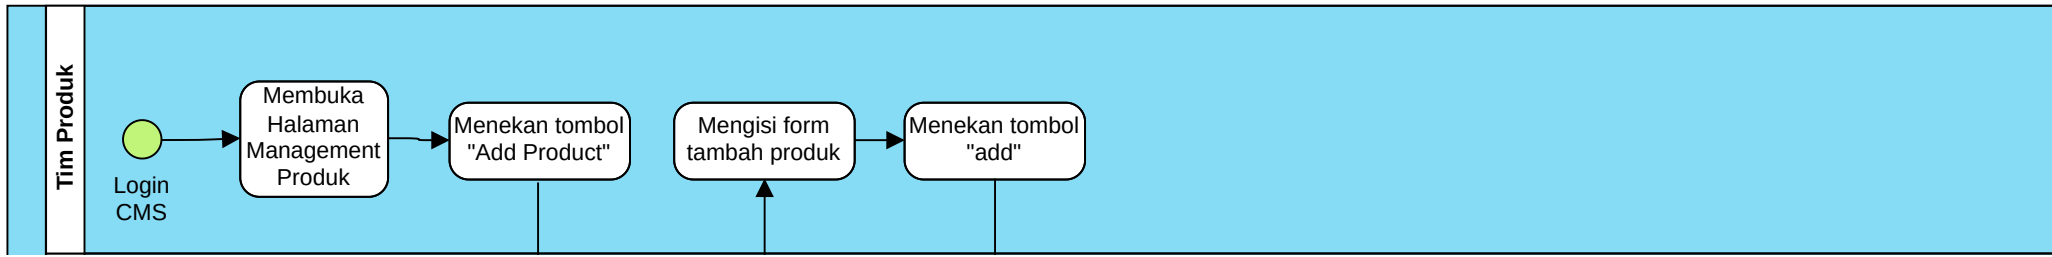 Tim Produk
Login
CMS
Membuka
Halaman
Management
Produk
Menekan tombol
"Add Product"
Mengisi form
tambah produk
Menekan tombol
"add"